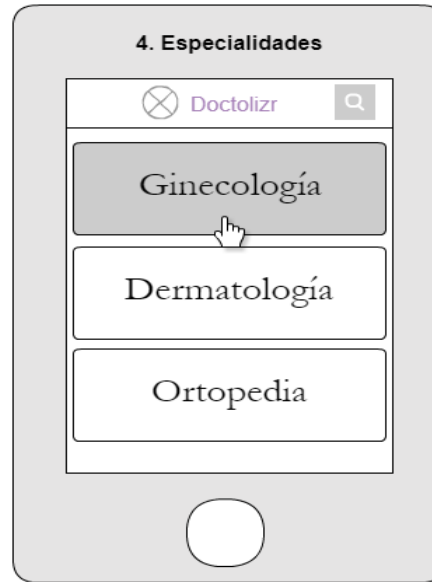 4. Especialidades
Doctolizr
Ginecología
Dermatología
Ortopedia